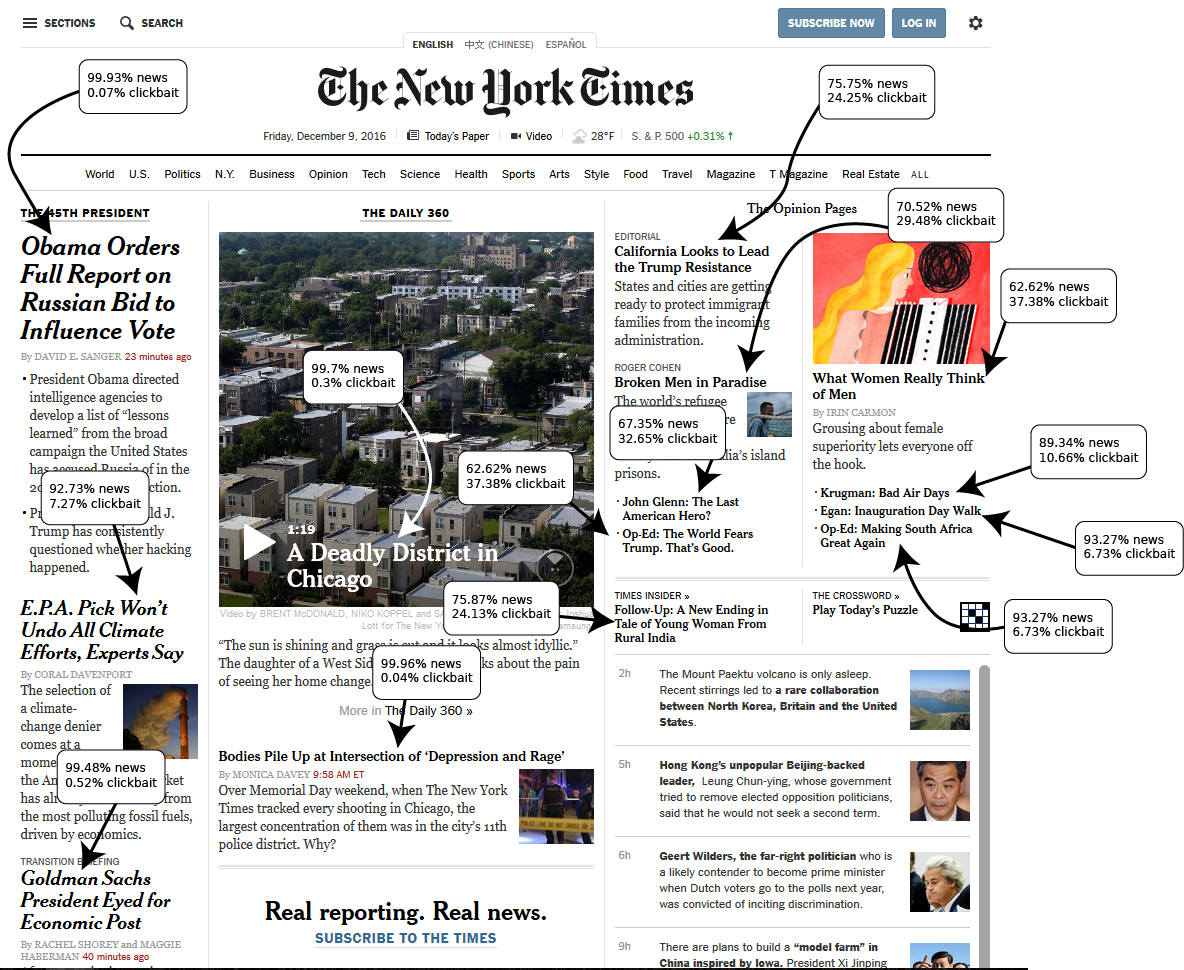 SECTIONS
SEARCH
SUBSCRIBE NOW
LOG IN
ENGLISH 中文 (CHINESE) ESPAÑOL
The New York Times
Friday, December 9, 2016
Today's Paper
Video
28°F
S. & P. 500 +0.31% ↑
World U.S. Politics N.Y. Business Opinion Tech Science Health Sports Arts Style Food Travel Magazine T Magazine Real Estate ALL
99.93% news
0.07% clickbait
THE 45TH PRESIDENT
Obama Orders
Full Report on
Russian Bid to
Influence Vote
By DAVID E. SANGER 23 minutes ago
• President Obama directed
intelligence agencies to
develop a list of “lessons
learned” from the broad
campaign the United States
has accused Russia of in the
ction.
92.73% news
7.27% clickbait
ld J.
Trump has consistently
questioned whether hacking
happened.
E.P.A. Pick Won’t
Undo All Climate
Efforts, Experts Say
By CORAL DAVENPORT
The selection of
a climate-
change denier
comes at a
the
from
the most polluting fossil fuels,
driven by economics.
99.48% news
0.52% clickbait
TRANSITION BRIEFING
Goldman Sachs
President Eyed for
Economic Post
By RACHEL SHOREY and MAGGIE
HABERMAN 40 minutes ago
THE DAILY 360
99.7% news
0.3% clickbait
1:19
A Deadly District in
Chicago
Video by BRENT McDONALD, NIKO KOPPEL and
Lott for The New
“The sun is shining and grass is cut and it looks almost idyllic.”
The daughter of a West Sid ks about the pain
of seeing her home change.
99.96% news
0.04% clickbait
More in The Daily 360 »
Bodies Pile Up at Intersection of ‘Depression and Rage’
By MONICA DAVEY 9:58 AM ET
Over Memorial Day weekend, when The New York
Times tracked every shooting in Chicago, the
largest concentration of them was in the city’s 11th
police district. Why?
Real reporting. Real news.
SUBSCRIBE TO THE TIMES
The Opinion Pages
75.75% news
24.25% clickbait
EDITORIAL
California Looks to Lead
the Trump Resistance
States and cities are getting
ready to protect immigrant
families from the incoming
administration.
70.52% news
29.48% clickbait
ROGER COHEN
Broken Men in Paradise
The world’s refugee
67.35% news
32.65% clickbait
lia’s island
prisons.
• John Glenn: The Last
American Hero?
62.62% news
37.38% clickbait
• Op-Ed: The World Fears
Trump. That’s Good.
62.62% news
37.38% clickbait
What Women Really Think
of Men
By IRIN CARMON
Grousing about female
superiority lets everyone off
the hook.
89.34% news
10.66% clickbait
• Krugman: Bad Air Days
• Egan: Inauguration Day Walk
• Op-Ed: Making South Africa
Great Again
93.27% news
6.73% clickbait
93.27% news
6.73% clickbait
75.87% news
24.13% clickbait
TIMES INSIDER »
Follow-Up: A New Ending in
Tale of Young Woman From
Rural India
THE CROSSWORD »
Play Today’s Puzzle
2h
The Mount Paektu volcano is only asleep.
Recent stirrings led to a rare collaboration
between North Korea, Britain and the United
States.
5h
Hong Kong’s unpopular Beijing-backed
leader, Leung Chun-ying, whose government
tried to remove elected opposition politicians,
said that he would not seek a second term.
6h
Geert Wilders, the far-right politician who is
a likely contender to become prime minister
when Dutch voters go to the polls next year,
was convicted of inciting discrimination.
9h
There are plans to build a “model farm” in
China inspired by Iowa. President Xi Jinping